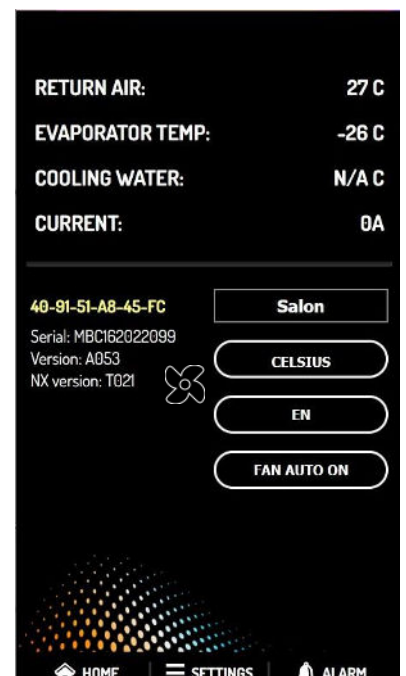 RETURN AIR: 27 C
EVAPORATOR TEMP: -26 C
COOLING WATER: N/A C
CURRENT: 0A
40-91-51-A8-45-FC
Salon
Serial: MBC162022099
Version: A053
NX version: T021
CELSIUS
EN
FAN AUTO ON
HOME SETTINGS ALARM